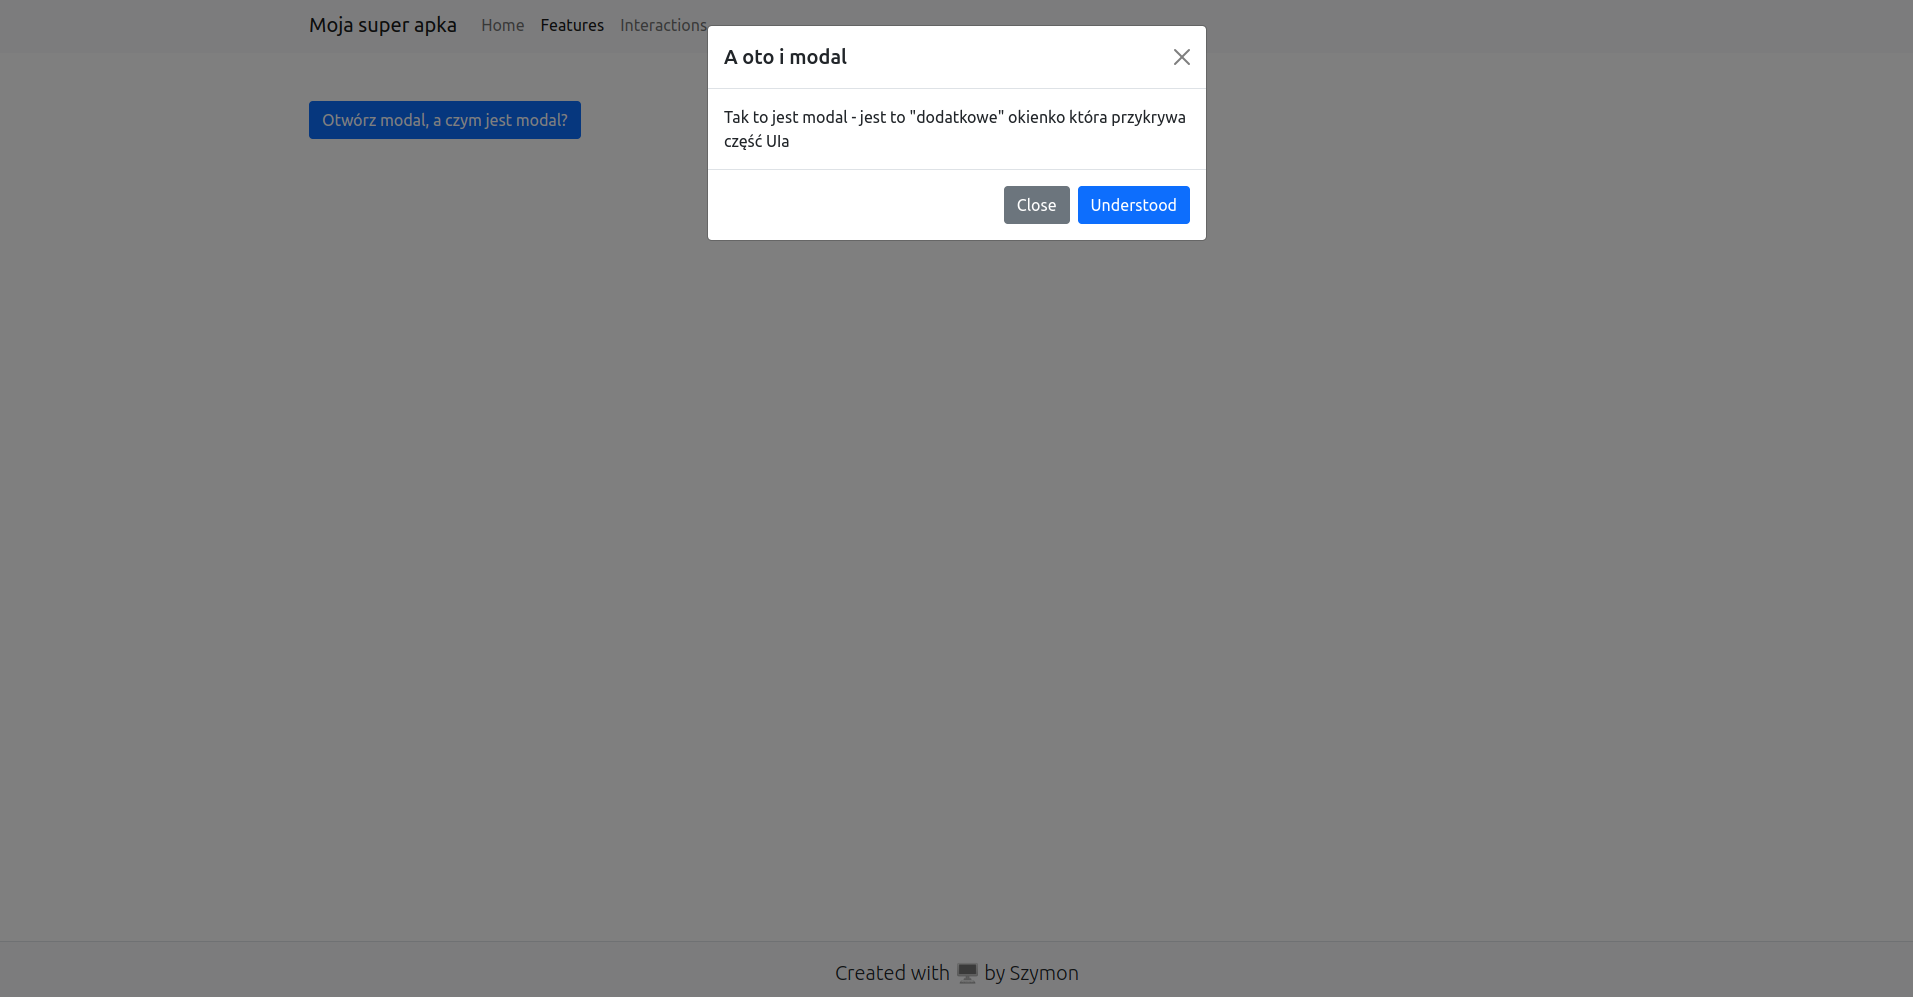 Moja super apka Home Features Interactions
A oto i modal
Tak to jest modal - jest to "dodatkowe" okienko która przykrywa
część UIa
Close Understood
Otwórz modal, a czym jest modal?
Created with 🖥️ by Szymon